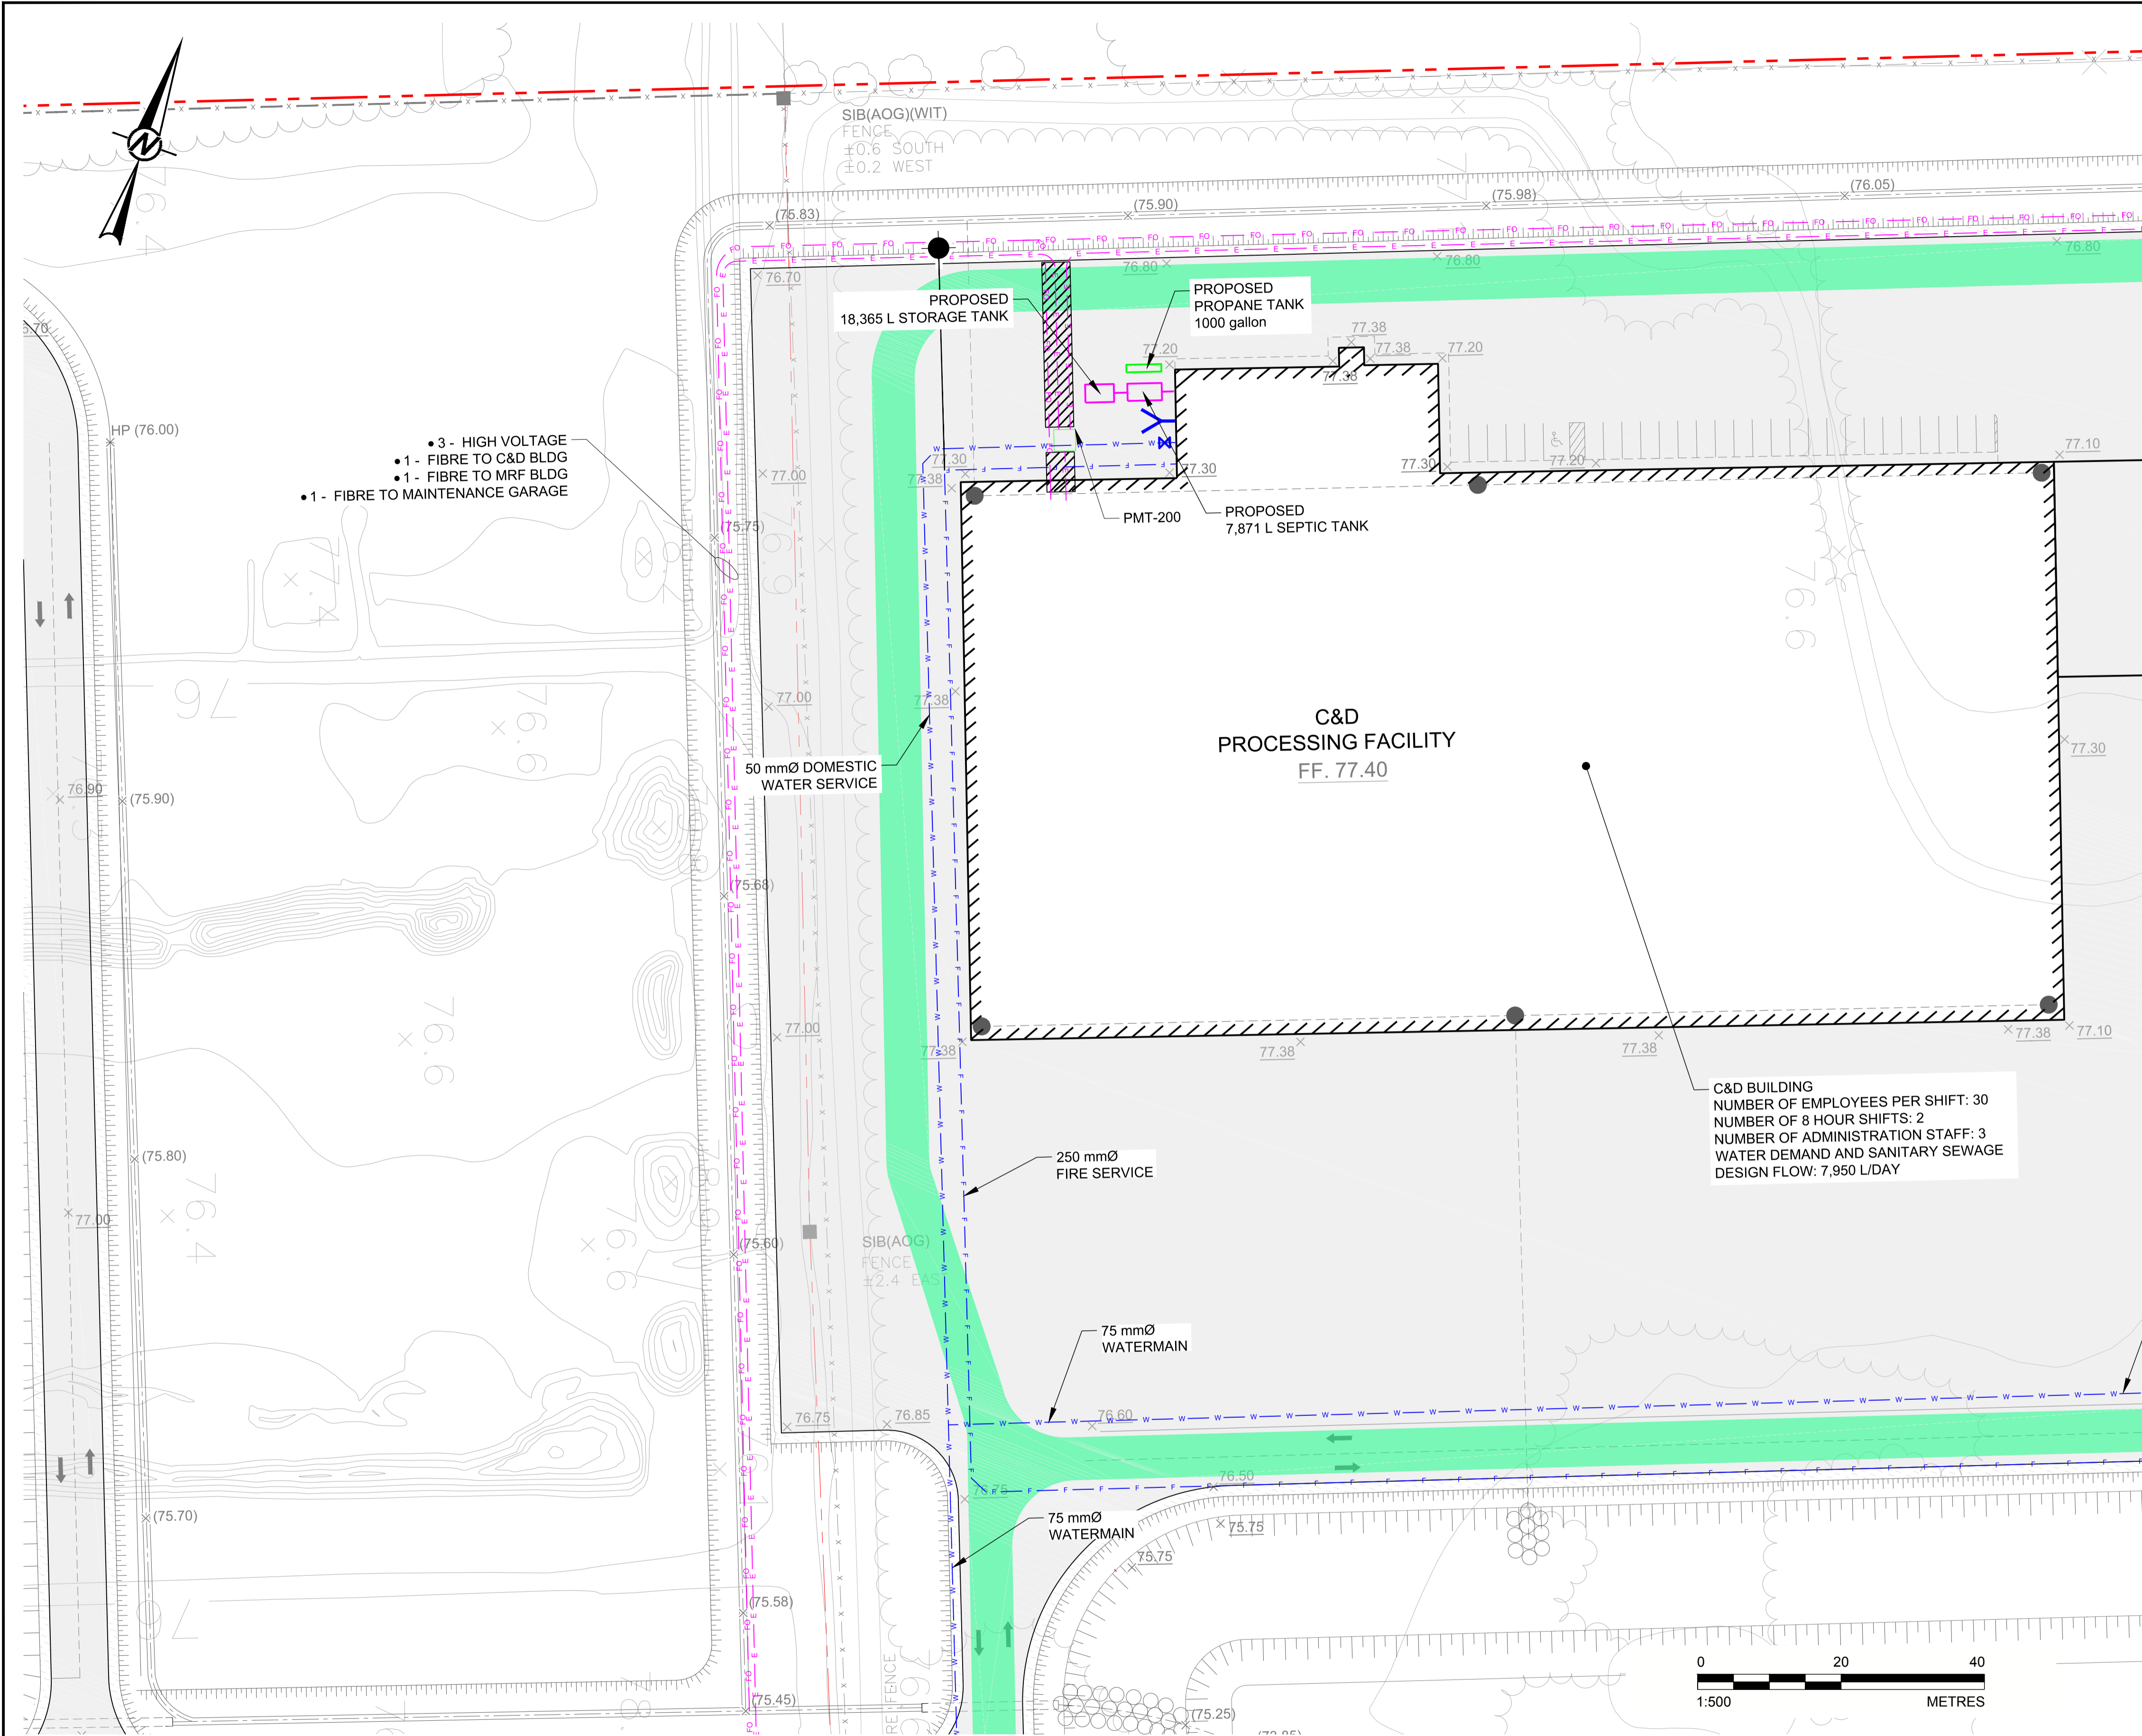 N
SIB(AOG)(WIT)
FENCE
±0.6 SOUTH
±0.2 WEST
(75.83)
(75.90)
(75.98)
(76.05)
76.70
76.80
76.80
76.80
PROPOSED
18,365 L STORAGE TANK
PROPOSED
PROPANE TANK
1000 gallon
77.20
77.38
77.38
77.20
77.38
HP (76.00)
• 3 - HIGH VOLTAGE
• 1 - FIBRE TO C&D BLDG
• 1 - FIBRE TO MRF BLDG
• 1 - FIBRE TO MAINTENANCE GARAGE
77.00
77.30
77.38
77.30
77.30
77.20
77.10
PMT-200
PROPOSED
7,871 L SEPTIC TANK
(75.75)
77.00
77.38
C&D
PROCESSING FACILITY
FF. 77.40
77.30
50 mmØ DOMESTIC
WATER SERVICE
76.90
(75.90)
(75.68)
77.00
77.38
77.38
77.38
77.38
77.10
C&D BUILDING
NUMBER OF EMPLOYEES PER SHIFT: 30
NUMBER OF 8 HOUR SHIFTS: 2
NUMBER OF ADMINISTRATION STAFF: 3
WATER DEMAND AND SANITARY SEWAGE
DESIGN FLOW: 7,950 L/DAY
250 mmØ
FIRE SERVICE
(75.80)
77.00
76.4
(75.60)
SIB(AOG)
FENCE
±2.4 EAS
75 mmØ
WATERMAIN
76.75
76.85
76.60
76.50
76.75
(75.70)
75 mmØ
WATERMAIN
75.75
75.75
(75.58)
(75.45)
(75.25)
0 20 40
1:500 METRES